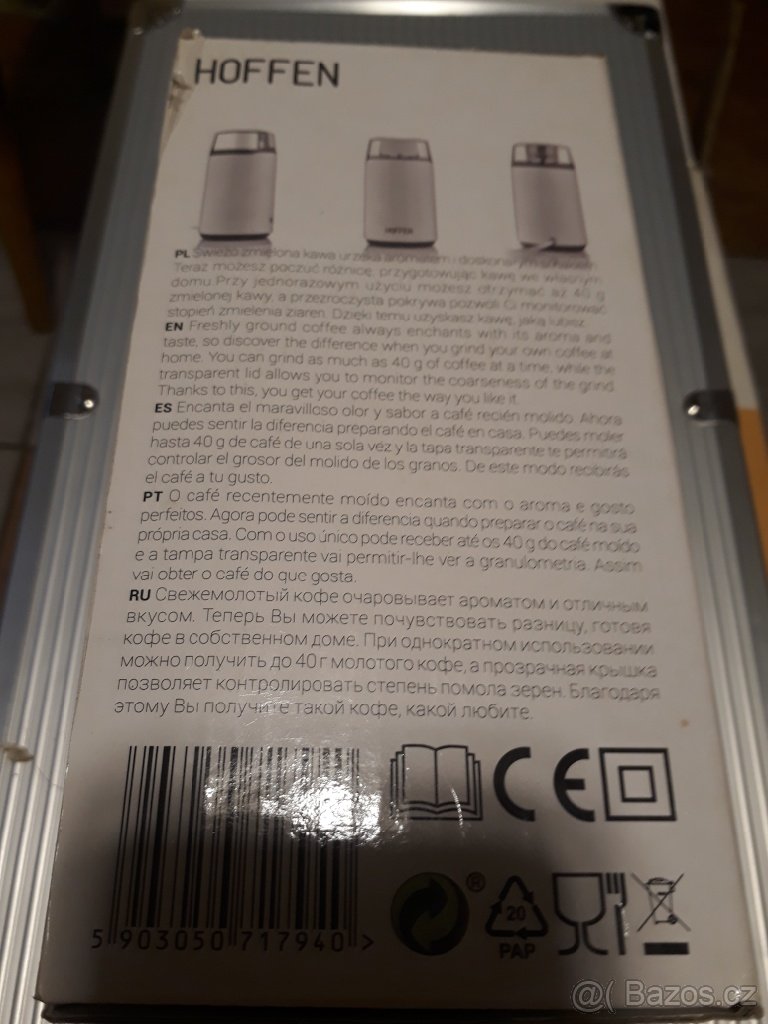 HOFFEN
HOFFEN
PL Świeżo zmielona kawa urzeka aromatem i doskonałym smakiem.
Teraz możesz poczuć różnicę, przygotowując kawę we własnym
domu. Przy jednorazowym użyciu możesz otrzymać aż 40 g
zmielonej kawy, a przezroczysta pokrywa pozwoli Ci monitorować
stopień zmielenia ziaren. Dzięki temu uzyskasz kawę, jaką lubisz.
EN Freshly ground coffee always enchants with its aroma and
taste, so discover the difference when you grind your own coffee at
home. You can grind as much as 40 g of coffee at a time, while the
transparent lid allows you to monitor the coarseness of the grind.
Thanks to this, you get your coffee the way you like it.
ES Encanta el maravilloso olor y sabor a café recién molido. Ahora
puedes sentir la diferencia preparando el café en casa. Puedes moler
hasta 40 g de café de una sola vez y la tapa transparente te permitirá
controlar el grosor del molido de los granos. De este modo recibirás
el café a tu gusto.
PT O café recentemente moído encanta com o aroma e gosto
perfeitos. Agora pode sentir a diferencia quando preparar o café na sua
própria casa. Com o uso único pode receber até os 40 g do café moído
e a tampa transparente vai permitir-lhe ver a granulometria. Assim
vai obter o café do que gosta.
RU Свежемолотый кофе очаровывает ароматом и отличным
вкусом. Теперь Вы можете почувствовать разницу, готовя
кофе в собственном доме. При однократном использовании
можно получить до 40 г молотого кофе, а прозрачная крышка
позволяет контролировать степень помола зерен. Благодаря
этому Вы получите такой кофе, какой любите.
CE
5 903050 717940 >
®
20
PAP
@( Bazos.cz